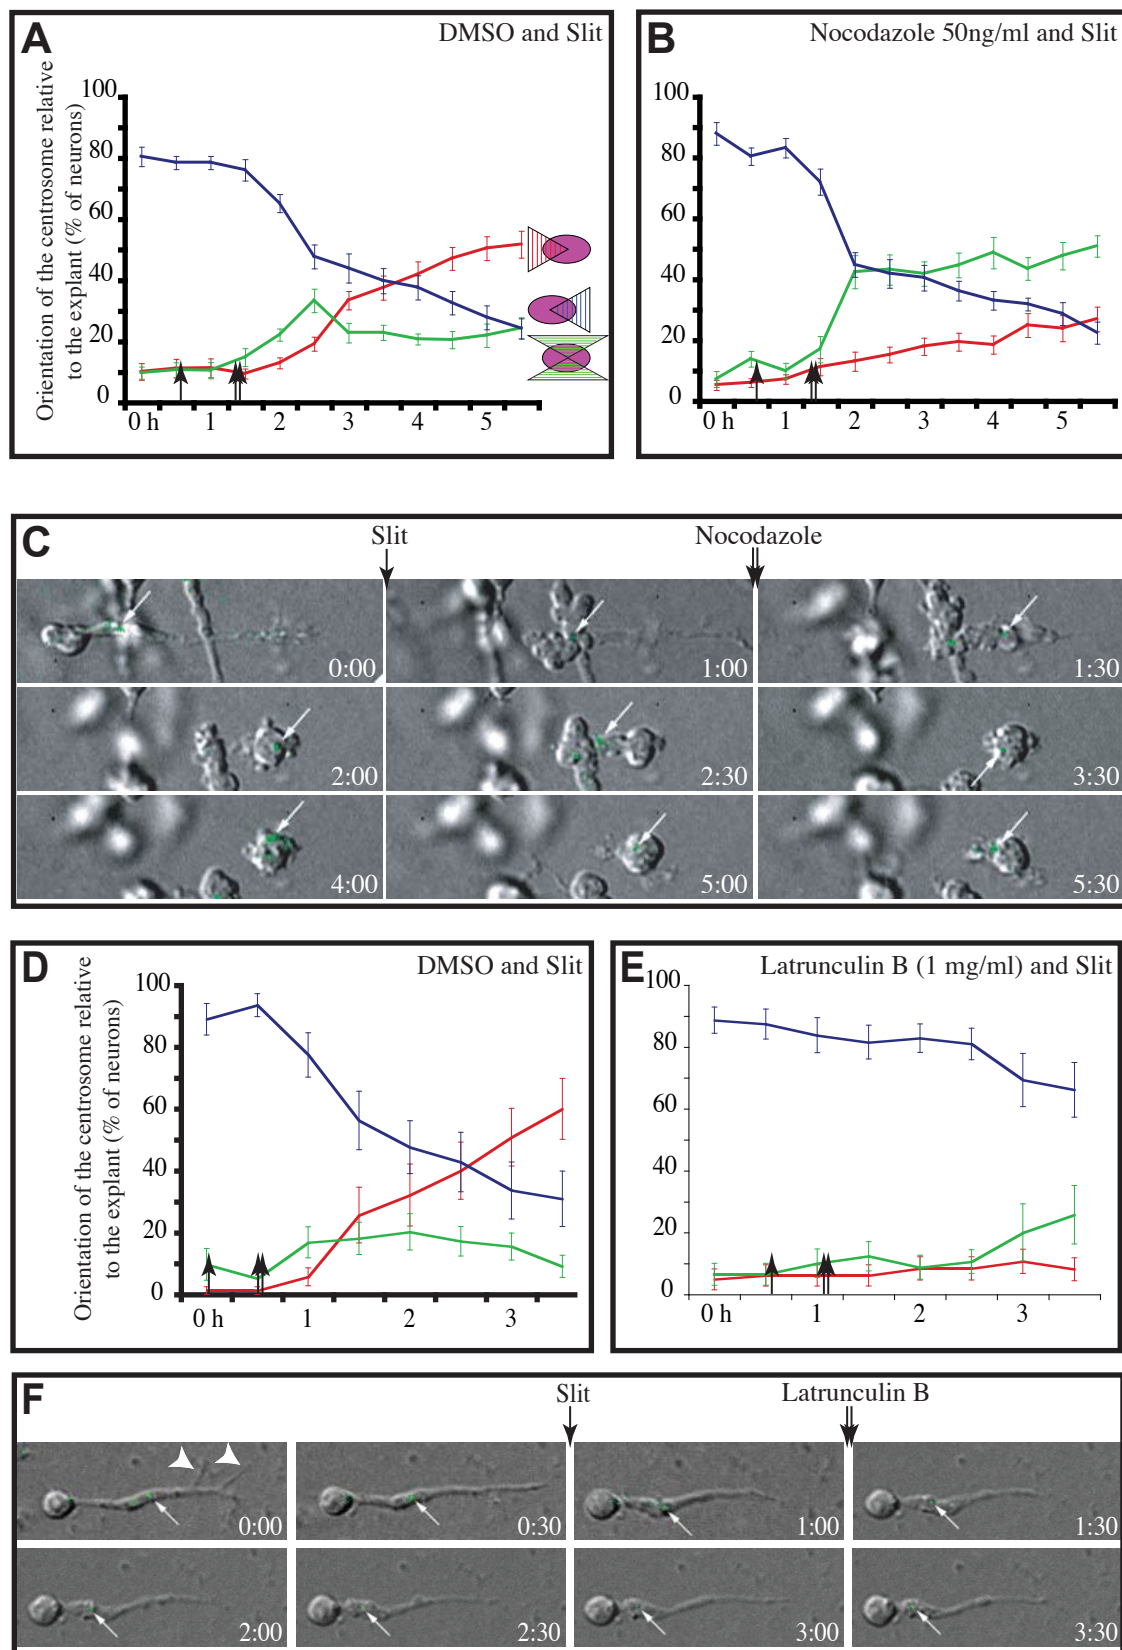 A
DMSO and Slit
Orientation of the centrosome relative
to the explant (% of neurons)
100
80
60
40
20
0
0 h 1 2 3 4 5
B
Nocodazole 50ng/ml and Slit
100
80
60
40
20
0
0 h 1 2 3 4 5
C
Slit
Nocodazole
0:00
1:00
1:30
2:00
2:30
3:30
4:00
5:00
5:30
D
DMSO and Slit
Orientation of the centrosome relative
to the explant (% of neurons)
100
80
60
40
20
0
0 h 1 2 3
E
Latrunculin B (1 mg/ml) and Slit
100
80
60
40
20
0
0 h 1 2 3
F
Slit
Latrunculin B
0:00
0:30
1:00
1:30
2:00
2:30
3:00
3:30